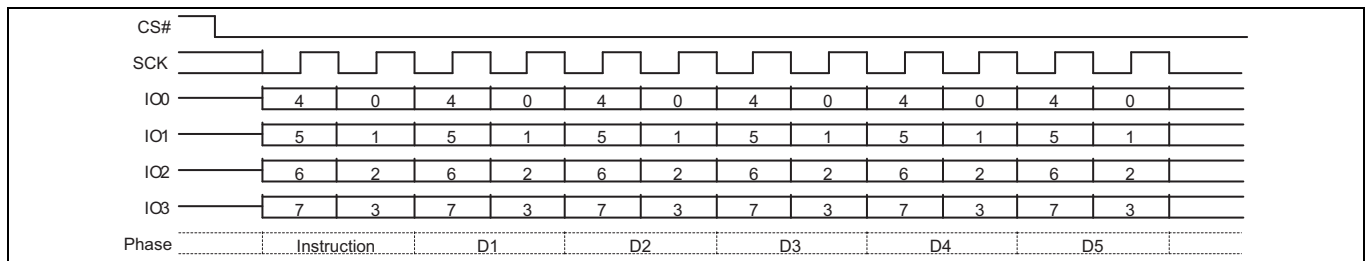 CS#
SCK
IO0 4 0 4 0 4 0 4 0 4 0 4 0
IO1 5 1 5 1 5 1 5 1 5 1 5 1
IO2 6 2 6 2 6 2 6 2 6 2 6 2
IO3 7 3 7 3 7 3 7 3 7 3 7 3
Phase Instruction D1 D2 D3 D4 D5